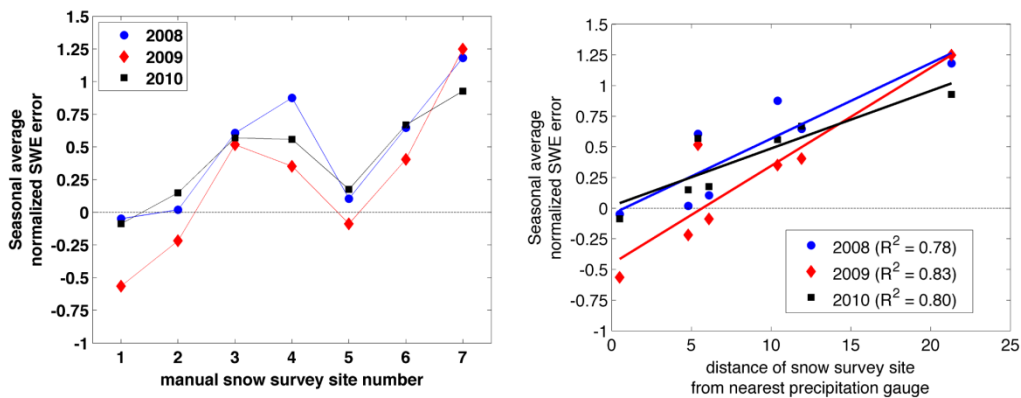 1.5
1.25
1
0.75
0.5
0.25
0
-0.25
-0.5
-0.75
-1
Seasonal average
normalized SWE error
2008
2009
2010
1 2 3 4 5 6 7
manual snow survey site number
1.5
1.25
1
0.75
0.5
0.25
0
-0.25
-0.5
-0.75
-1
Seasonal average
normalized SWE error
2008 (R² = 0.78)
2009 (R² = 0.83)
2010 (R² = 0.80)
0 5 10 15 20 25
distance of snow survey site
from nearest precipitation gauge